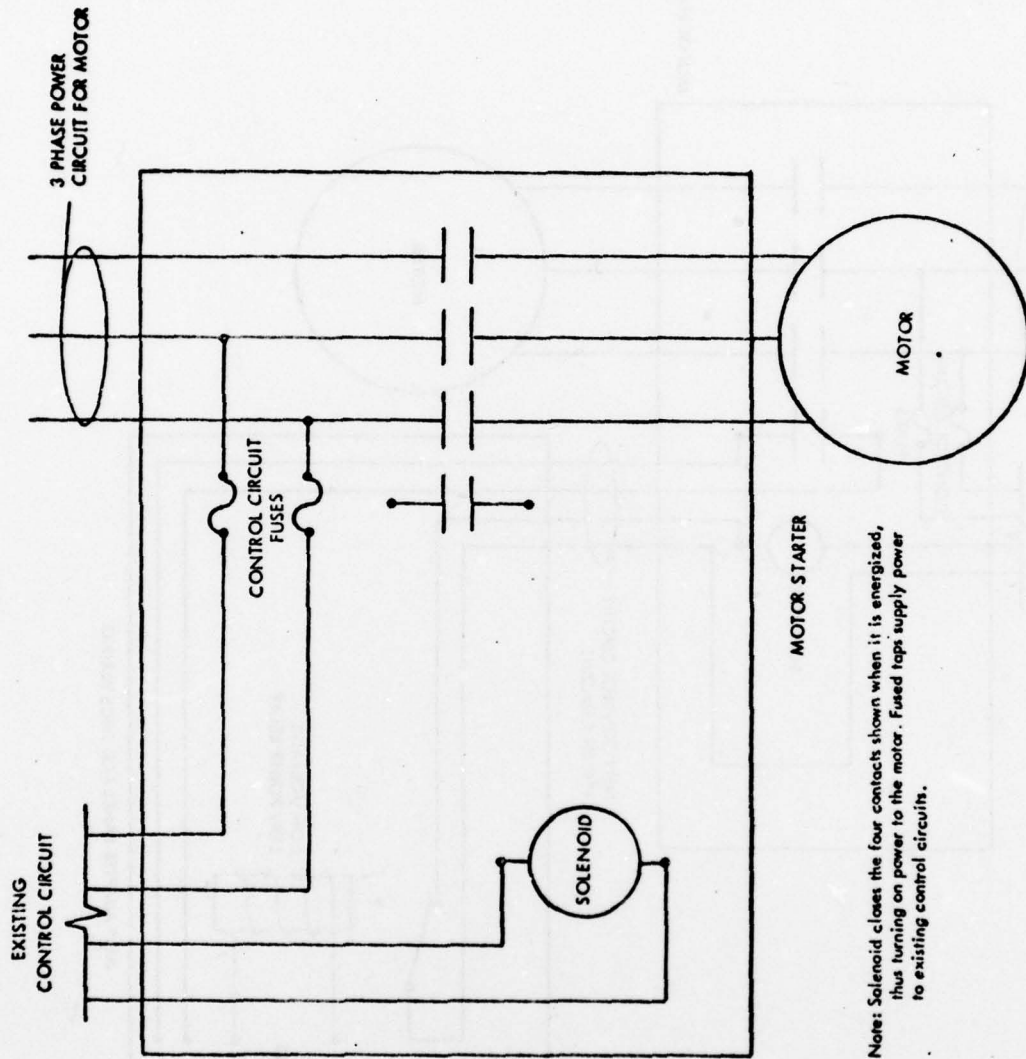 3 PHASE POWER
CIRCUIT FOR MOTOR
EXISTING
CONTROL CIRCUIT
CONTROL CIRCUIT
FUSES
SOLENOID
MOTOR
MOTOR STARTER
Note: Solenoid closes the four contacts shown when it is energized,
thus turning on power to the motor. Fused taps supply power
to existing control circuits.